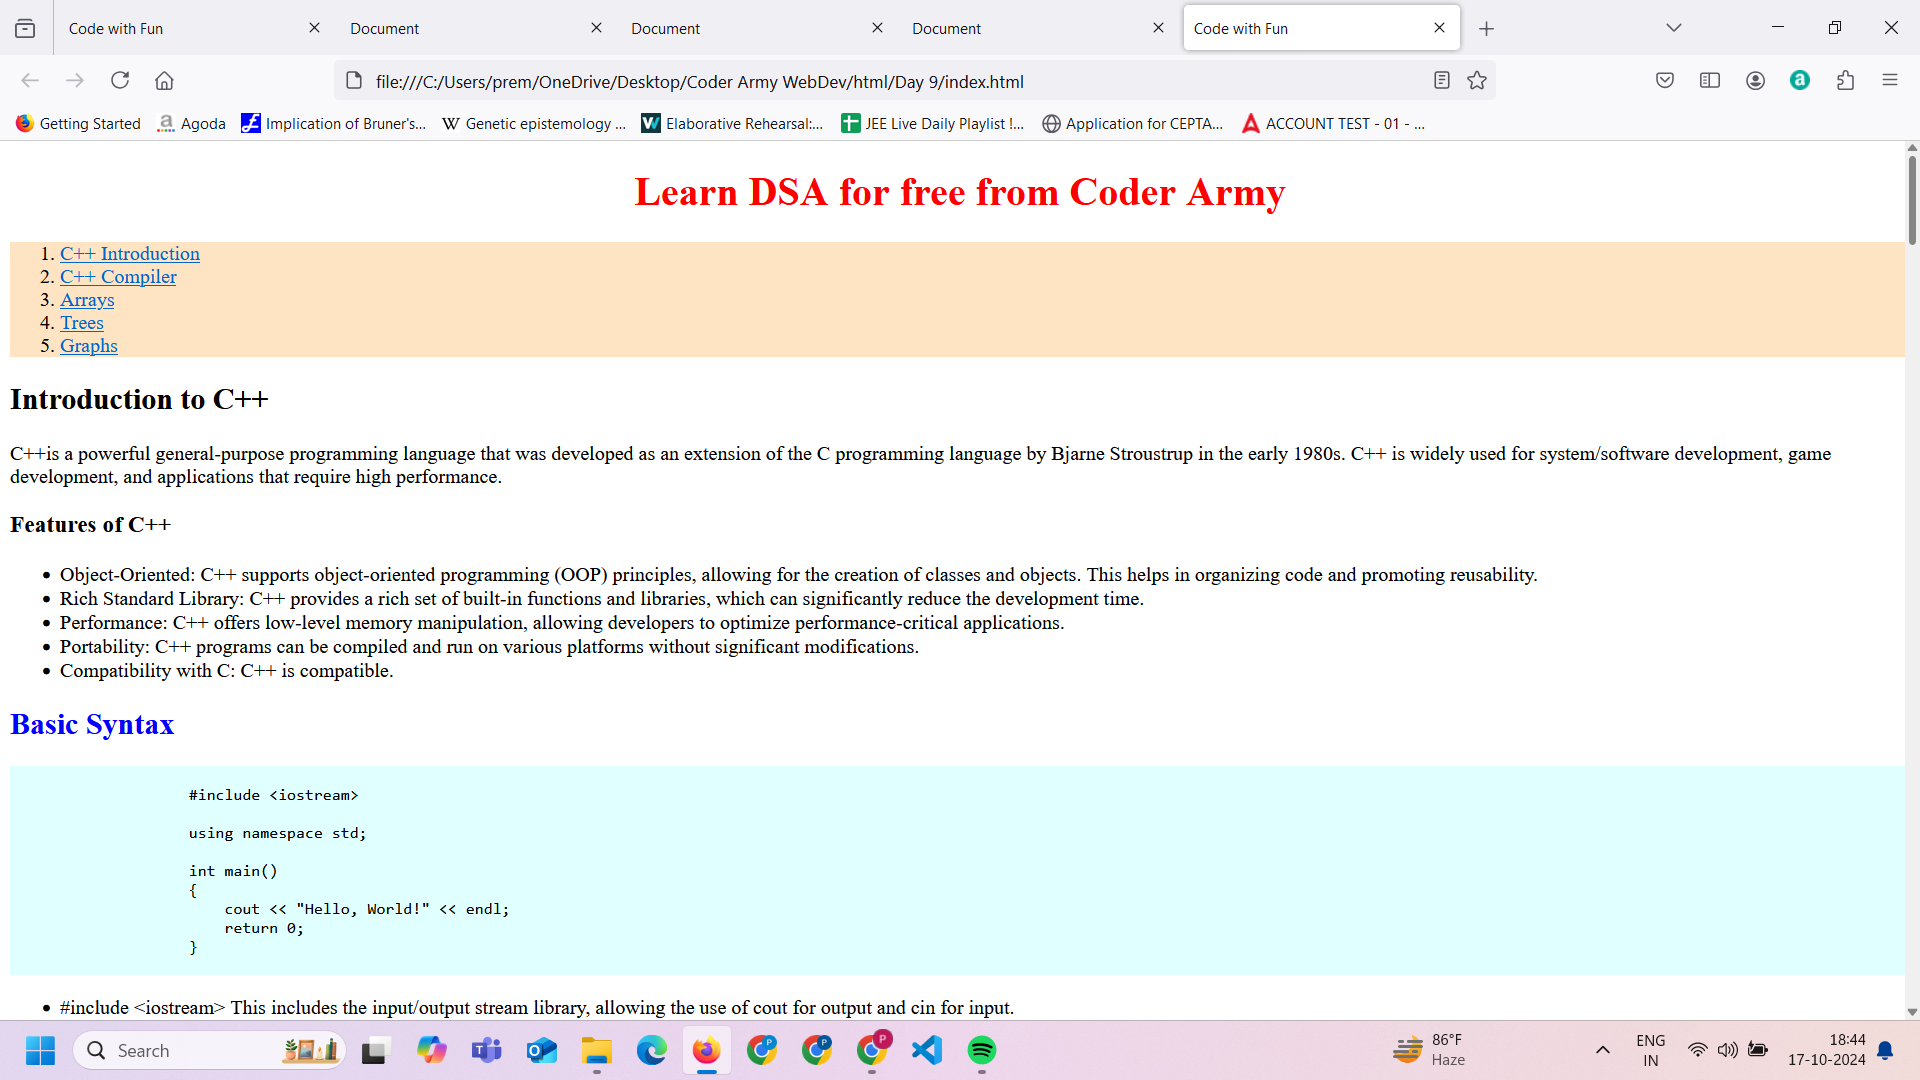 Code with Fun
Document
Document
Document
Code with Fun
file:///C:/Users/prem/OneDrive/Desktop/Coder Army WebDev/html/Day 9/index.html
Getting Started
Agoda
Implication of Bruner's...
Genetic epistemology ...
Elaborative Rehearsal:...
JEE Live Daily Playlist !...
Application for CEPTA...
ACCOUNT TEST - 01 - ...
Learn DSA for free from Coder Army
1. C++ Introduction
2. C++ Compiler
3. Arrays
4. Trees
5. Graphs
Introduction to C++
C++is a powerful general-purpose programming language that was developed as an extension of the C programming language by Bjarne Stroustrup in the early 1980s. C++ is widely used for system/software development, game
development, and applications that require high performance.
Features of C++
• Object-Oriented: C++ supports object-oriented programming (OOP) principles, allowing for the creation of classes and objects. This helps in organizing code and promoting reusability.
• Rich Standard Library: C++ provides a rich set of built-in functions and libraries, which can significantly reduce the development time.
• Performance: C++ offers low-level memory manipulation, allowing developers to optimize performance-critical applications.
• Portability: C++ programs can be compiled and run on various platforms without significant modifications.
• Compatibility with C: C++ is compatible.
Basic Syntax
#include <iostream>
using namespace std;
int main()
{
cout << "Hello, World!" << endl;
return 0;
}
• #include <iostream> This includes the input/output stream library, allowing the use of cout for output and cin for input.
Search
86°F
Haze
ENG
IN
18:44
17-10-2024